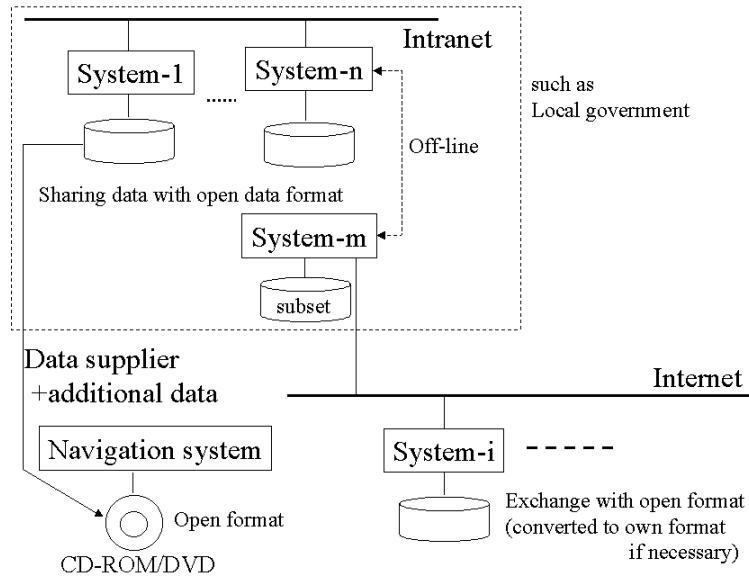 Intranet
System-1
System-n
such as
Local government
Off-line
Sharing data with open data format
System-m
subset
Data supplier
+additional data
Internet
Navigation system
System-i
Open format
Exchange with open format
(converted to own format
if necessary)
CD-ROM/DVD